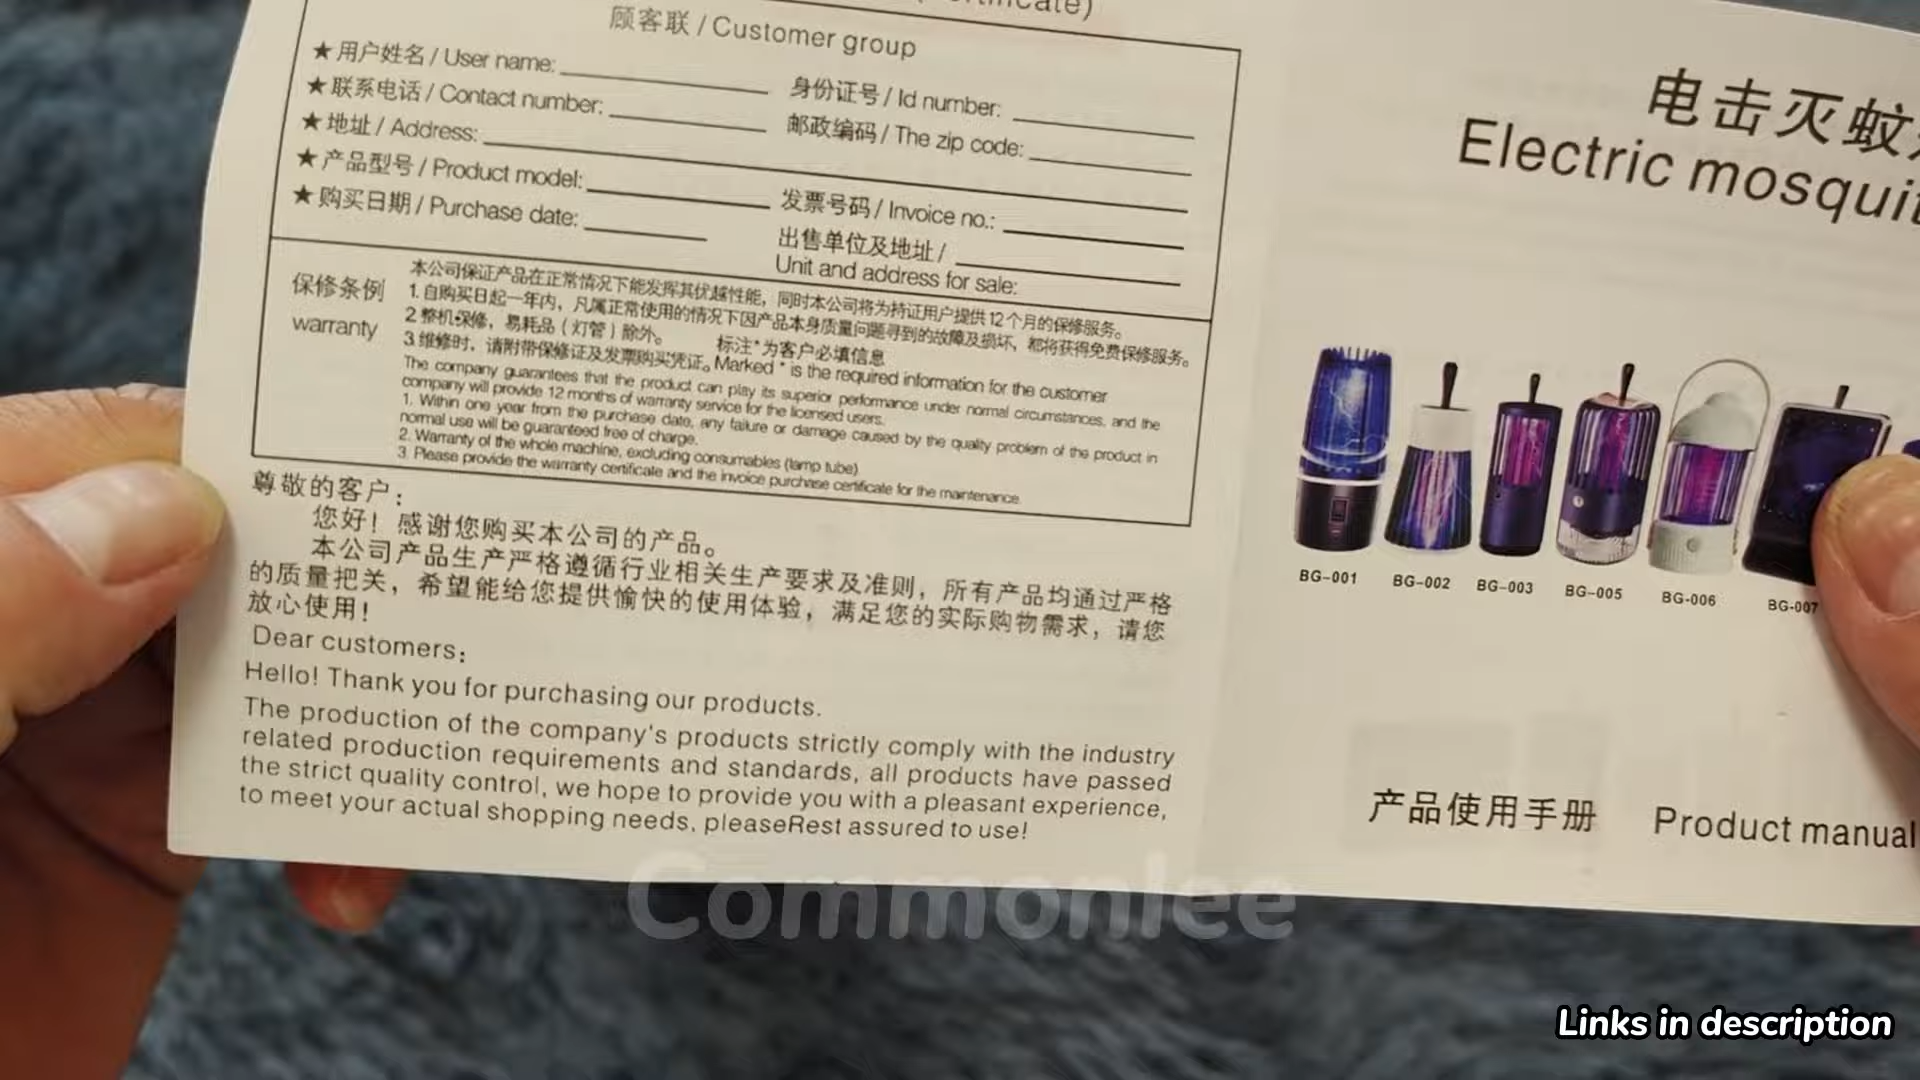 顾客联 / Customer group
★用户姓名 / User name:
身份证号 / Id number:
★联系电话 / Contact number:
邮政编码 / The zip code:
★地址 / Address:
★产品型号 / Product model:
发票号码 / Invoice no.:
★购买日期 / Purchase date:
出售单位及地址 /
Unit and address for sale:
保修条例
warranty
本公司保证产品在正常情况下能发挥其优越性能，同时本公司将为持证用户提供12个月的保修服务。
1.自购买日起一年内，凡属正常使用的情况下因产品本身质量问题寻到的故障及损坏，都将获得免费保修服务。
2 整机保修，易耗品（灯管）除外。
标注*为客户必填信息
3.维修时，请附带保修证及发票购买凭证。Marked * is the required information for the customer
The company guarantees that the product can play its superior performance under normal circumstances, and the
company will provide 12 months of warranty service for the licensed users.
1. Within one year from the purchase date, any failure or damage caused by the quality problem of the product in
normal use will be guaranteed free of charge.
2. Warranty of the whole machine, excluding consumables (lamp tube)
3. Please provide the warranty certificate and the invoice purchase certificate for the maintenance.
尊敬的客户：
您好！感谢您购买本公司的产品。
本公司产品生产严格遵循行业相关生产要求及准则，所有产品均通过严格
的质量把关，希望能给您提供愉快的使用体验，满足您的实际购物需求，请您
放心使用！
Dear customers：
Hello! Thank you for purchasing our products.
The production of the company's products strictly comply with the industry
related production requirements and standards, all products have passed
the strict quality control, we hope to provide you with a pleasant experience,
to meet your actual shopping needs, pleaseRest assured to use!
电击灭蚊
Electric mosquit
BG-001 BG-002 BG-003 BG-005 BG-006 BG-007
产品使用手册 Product manual
Commonlee
Links in description